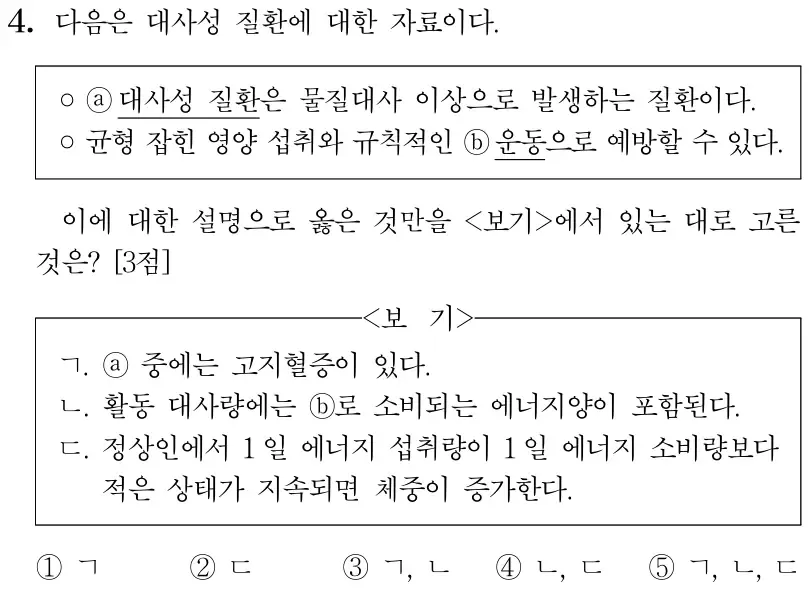 4. 다음은 대사성 질환에 대한 자료이다.
○ ⓐ대사성 질환은 물질대사 이상으로 발생하는 질환이다.
○ 균형 잡힌 영양 섭취와 규칙적인 ⓑ운동으로 예방할 수 있다.
이에 대한 설명으로 옳은 것만을 <보기>에서 있는 대로 고른
것은? [3점]
<보 기>
ㄱ. ⓐ 중에는 고지혈증이 있다.
ㄴ. 활동 대사량에는 ⓑ로 소비되는 에너지양이 포함된다.
ㄷ. 정상인에서 1일 에너지 섭취량이 1일 에너지 소비량보다
적은 상태가 지속되면 체중이 증가한다.
① ㄱ ② ㄷ ③ ㄱ, ㄴ ④ ㄴ, ㄷ ⑤ ㄱ, ㄴ, ㄷ